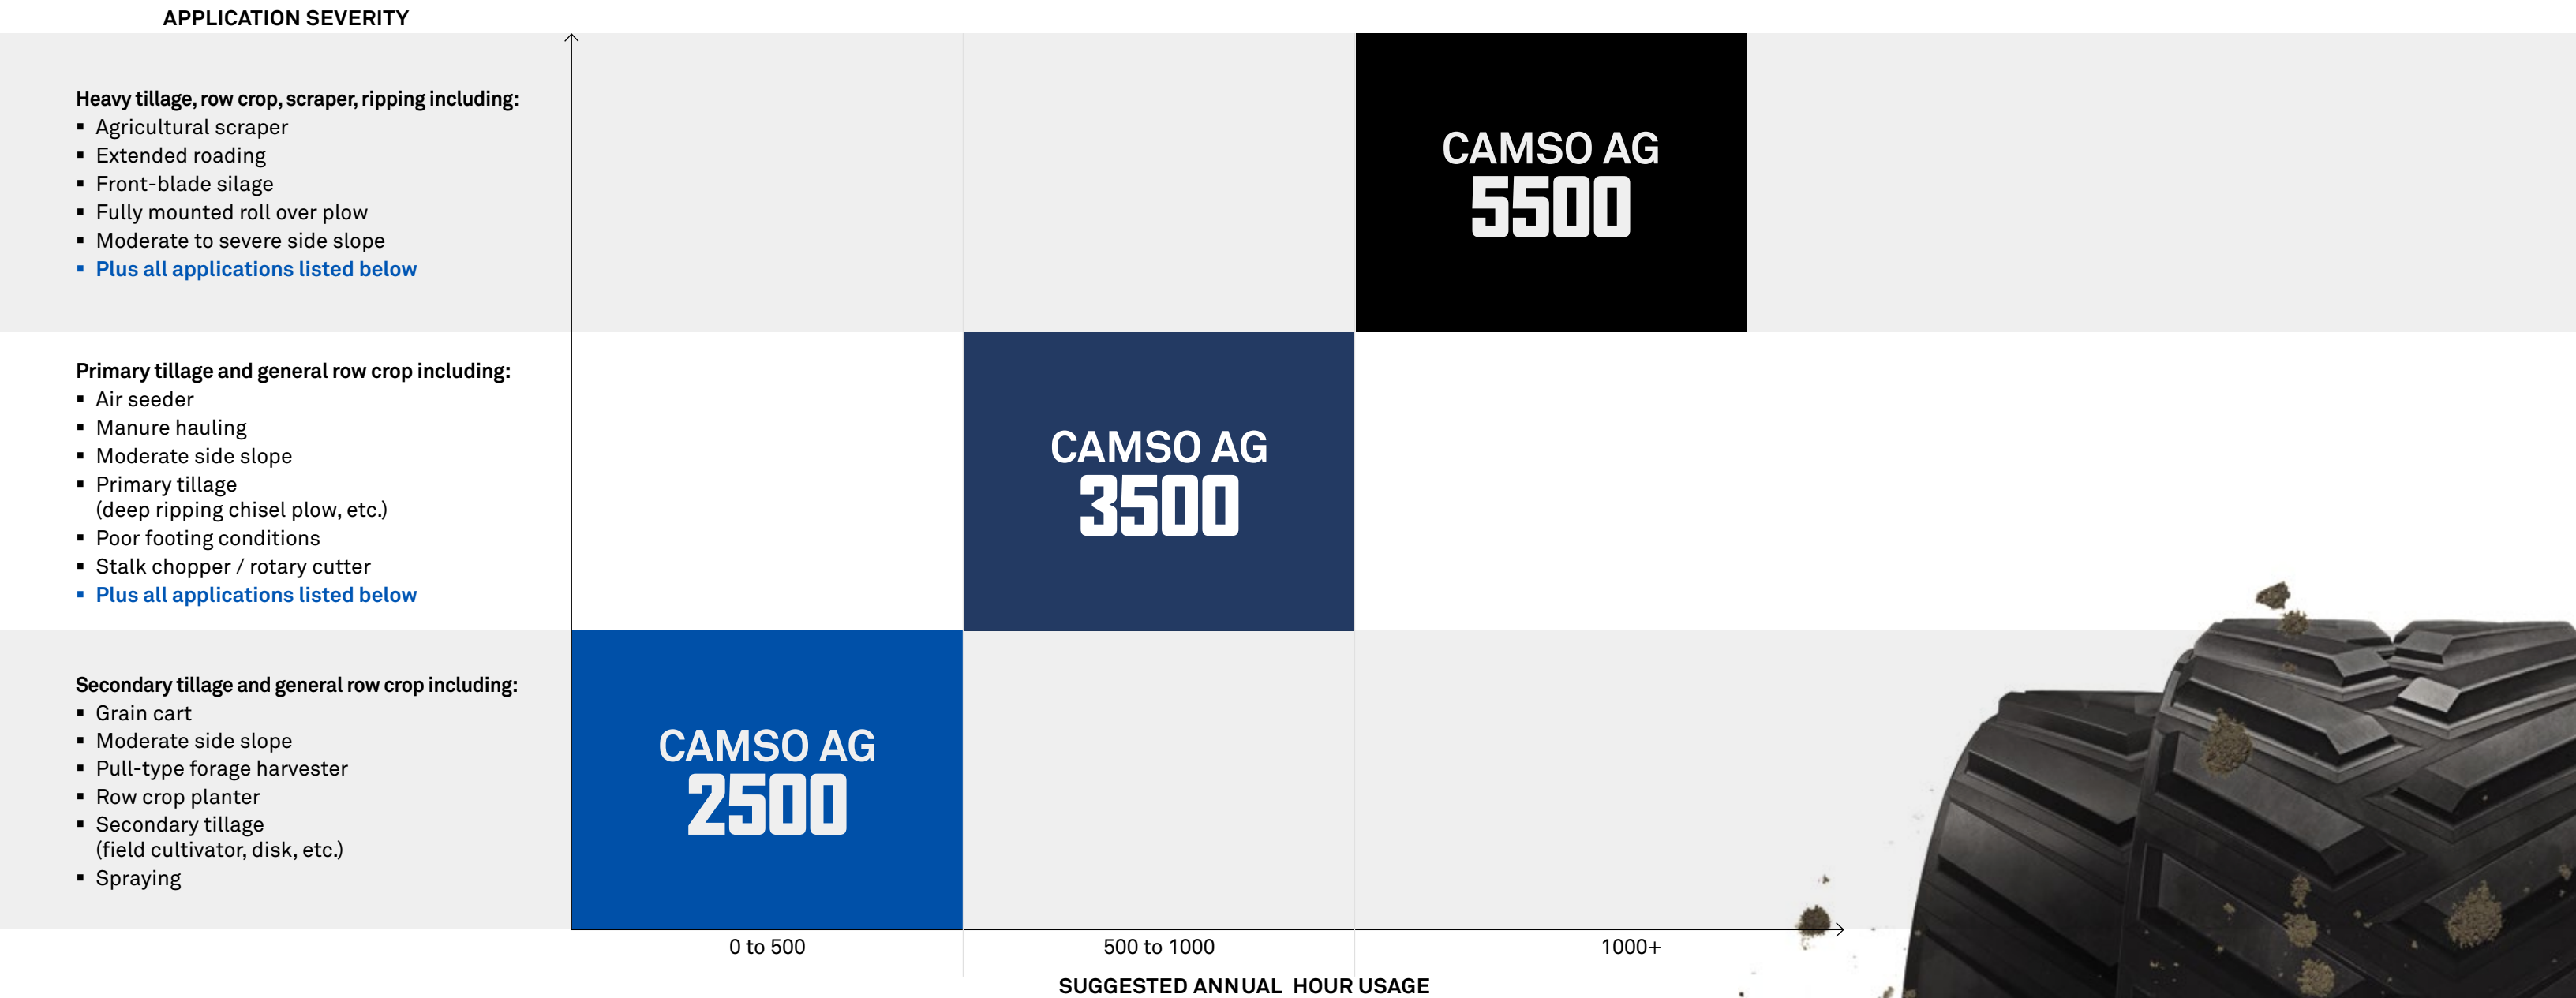 APPLICATION SEVERITY
Heavy tillage, row crop, scraper, ripping including:
▪ Agricultural scraper
▪ Extended roading
▪ Front-blade silage
▪ Fully mounted roll over plow
▪ Moderate to severe side slope
▪ Plus all applications listed below
CAMSO AG
5500
Primary tillage and general row crop including:
▪ Air seeder
▪ Manure hauling
▪ Moderate side slope
▪ Primary tillage
(deep ripping chisel plow, etc.)
▪ Poor footing conditions
▪ Stalk chopper / rotary cutter
▪ Plus all applications listed below
CAMSO AG
3500
Secondary tillage and general row crop including:
▪ Grain cart
▪ Moderate side slope
▪ Pull-type forage harvester
▪ Row crop planter
▪ Secondary tillage
(field cultivator, disk, etc.)
▪ Spraying
CAMSO AG
2500
0 to 500
500 to 1000
1000+
SUGGESTED ANNUAL HOUR USAGE